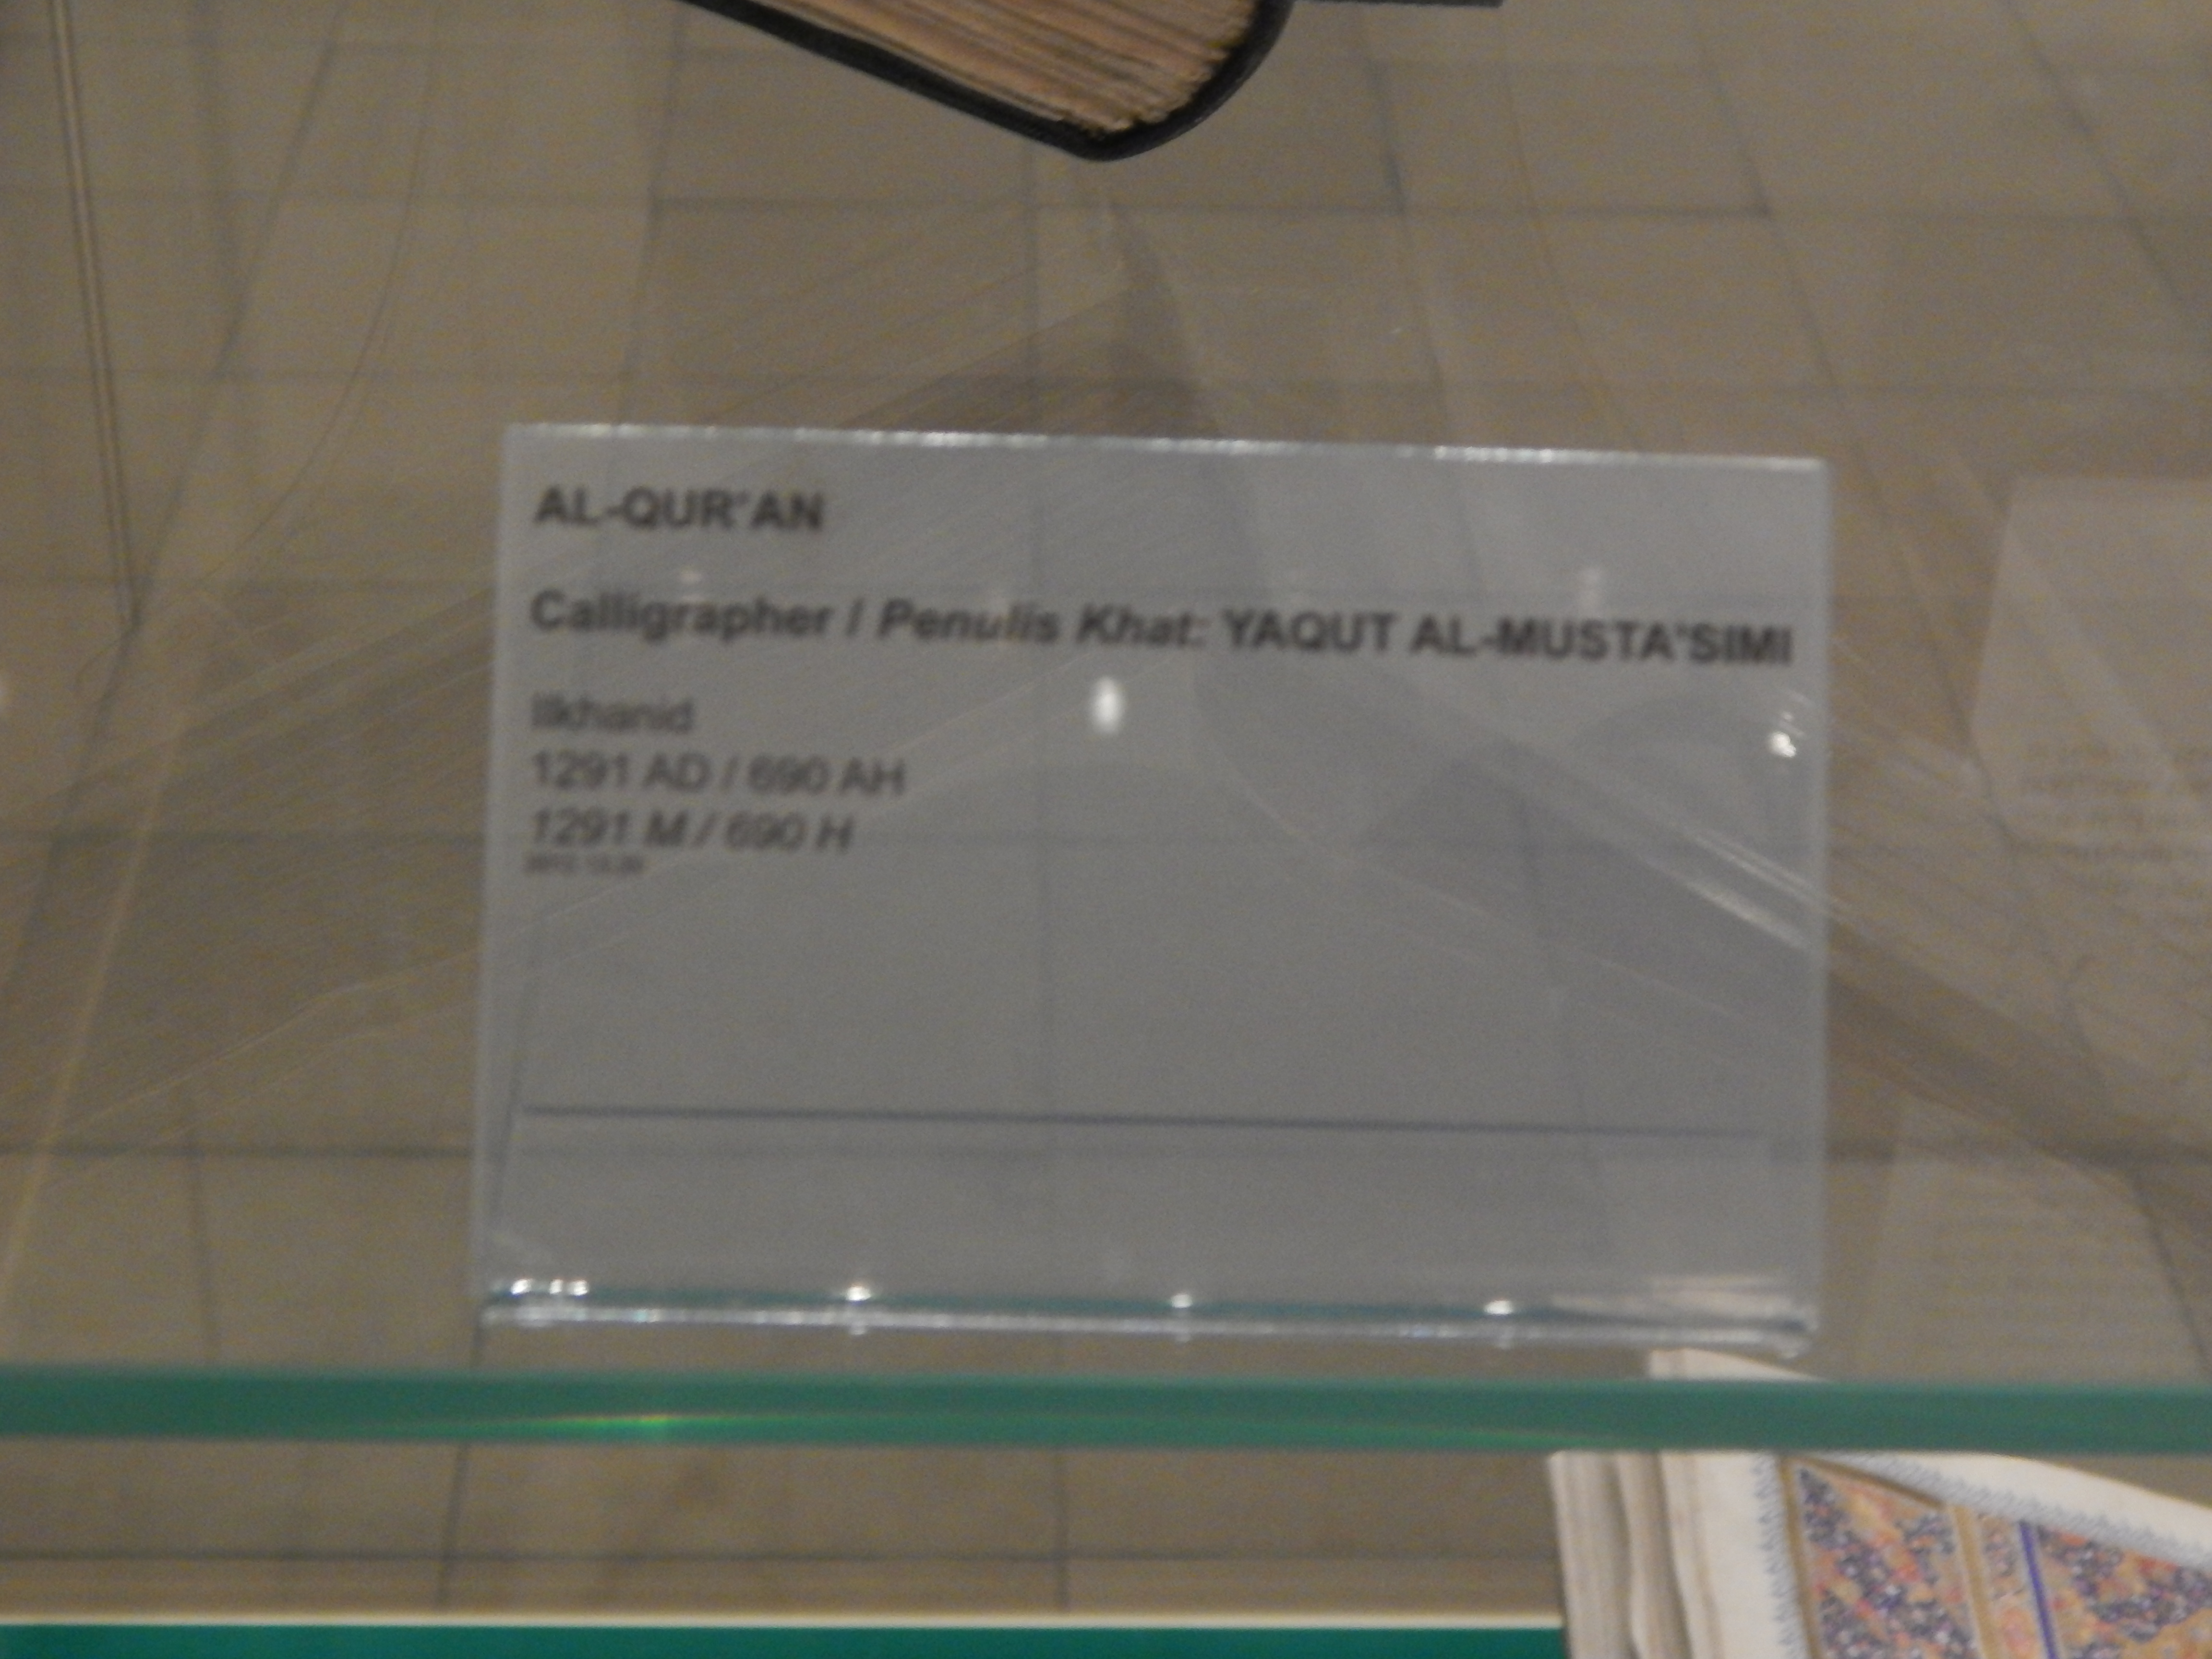 AL-QUR'AN
Calligrapher / Penulis Khat: YAQUT AL-MUSTA'SIMI
Ilkhanid
1291 AD / 690 AH
1291 M / 690 H